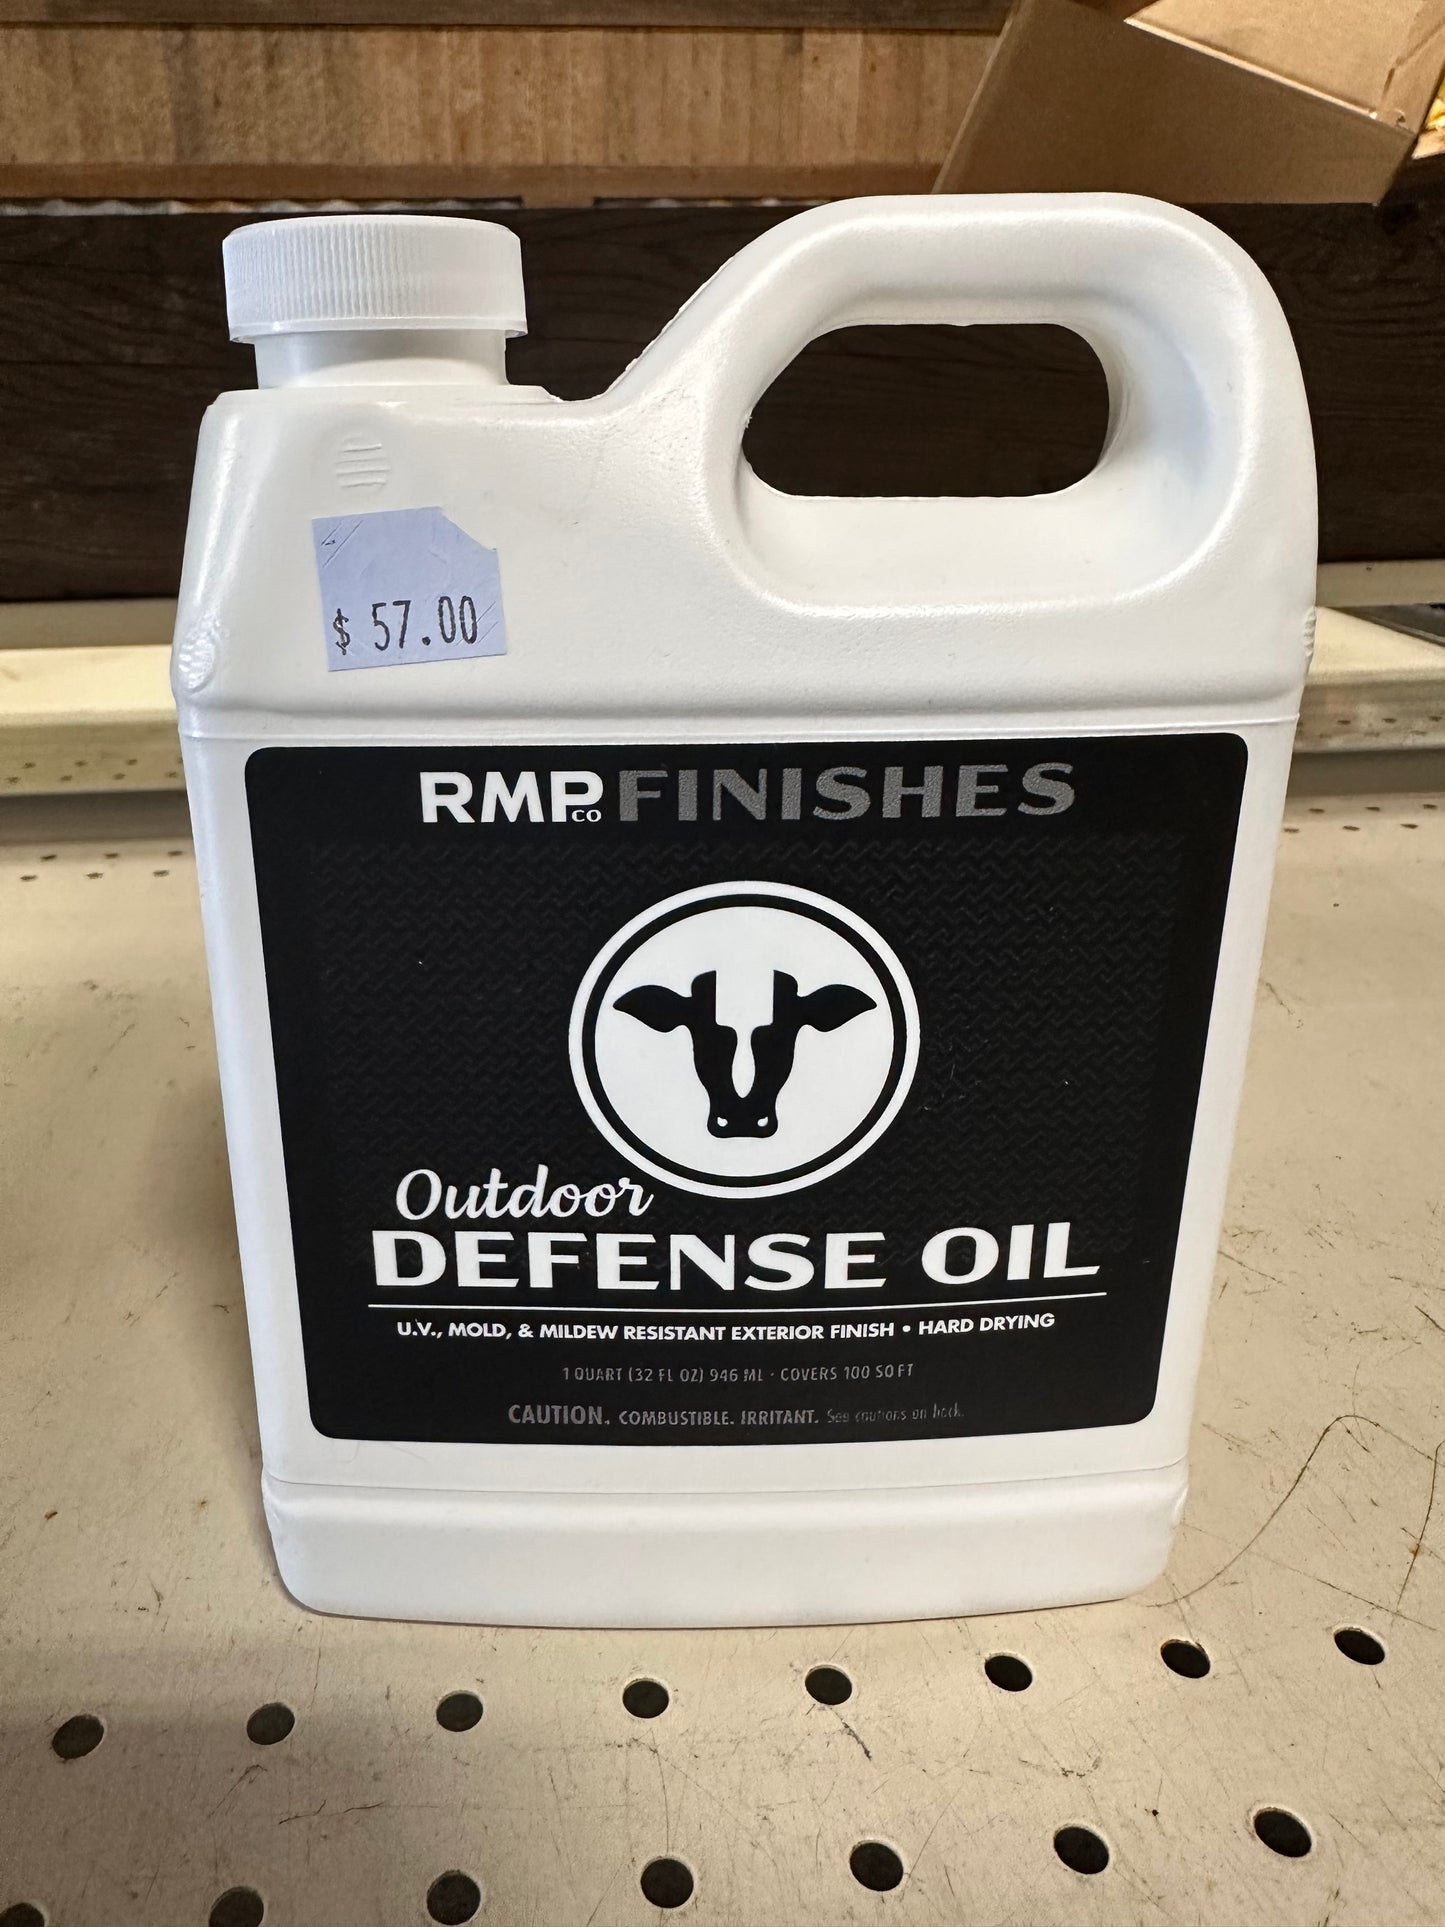 $ 57.00
RMP CO FINISHES
Outdoor
DEFENSE OIL
U.V., MOLD, & MILDEW RESISTANT EXTERIOR FINISH • HARD DRYING
1 QUART (32 FL OZ) 946 ML · COVERS 100 SQ FT
CAUTION. COMBUSTIBLE. IRRITANT. See cautions on back.